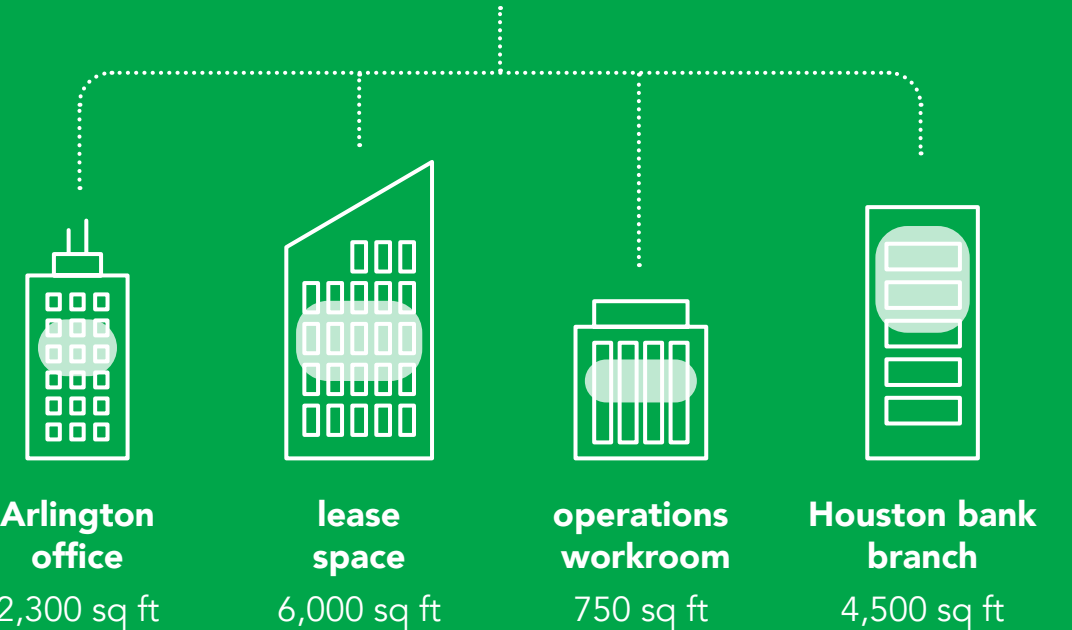 Arlington
office
2,300 sq ft
lease
space
6,000 sq ft
operations
workroom
750 sq ft
Houston bank
branch
4,500 sq ft